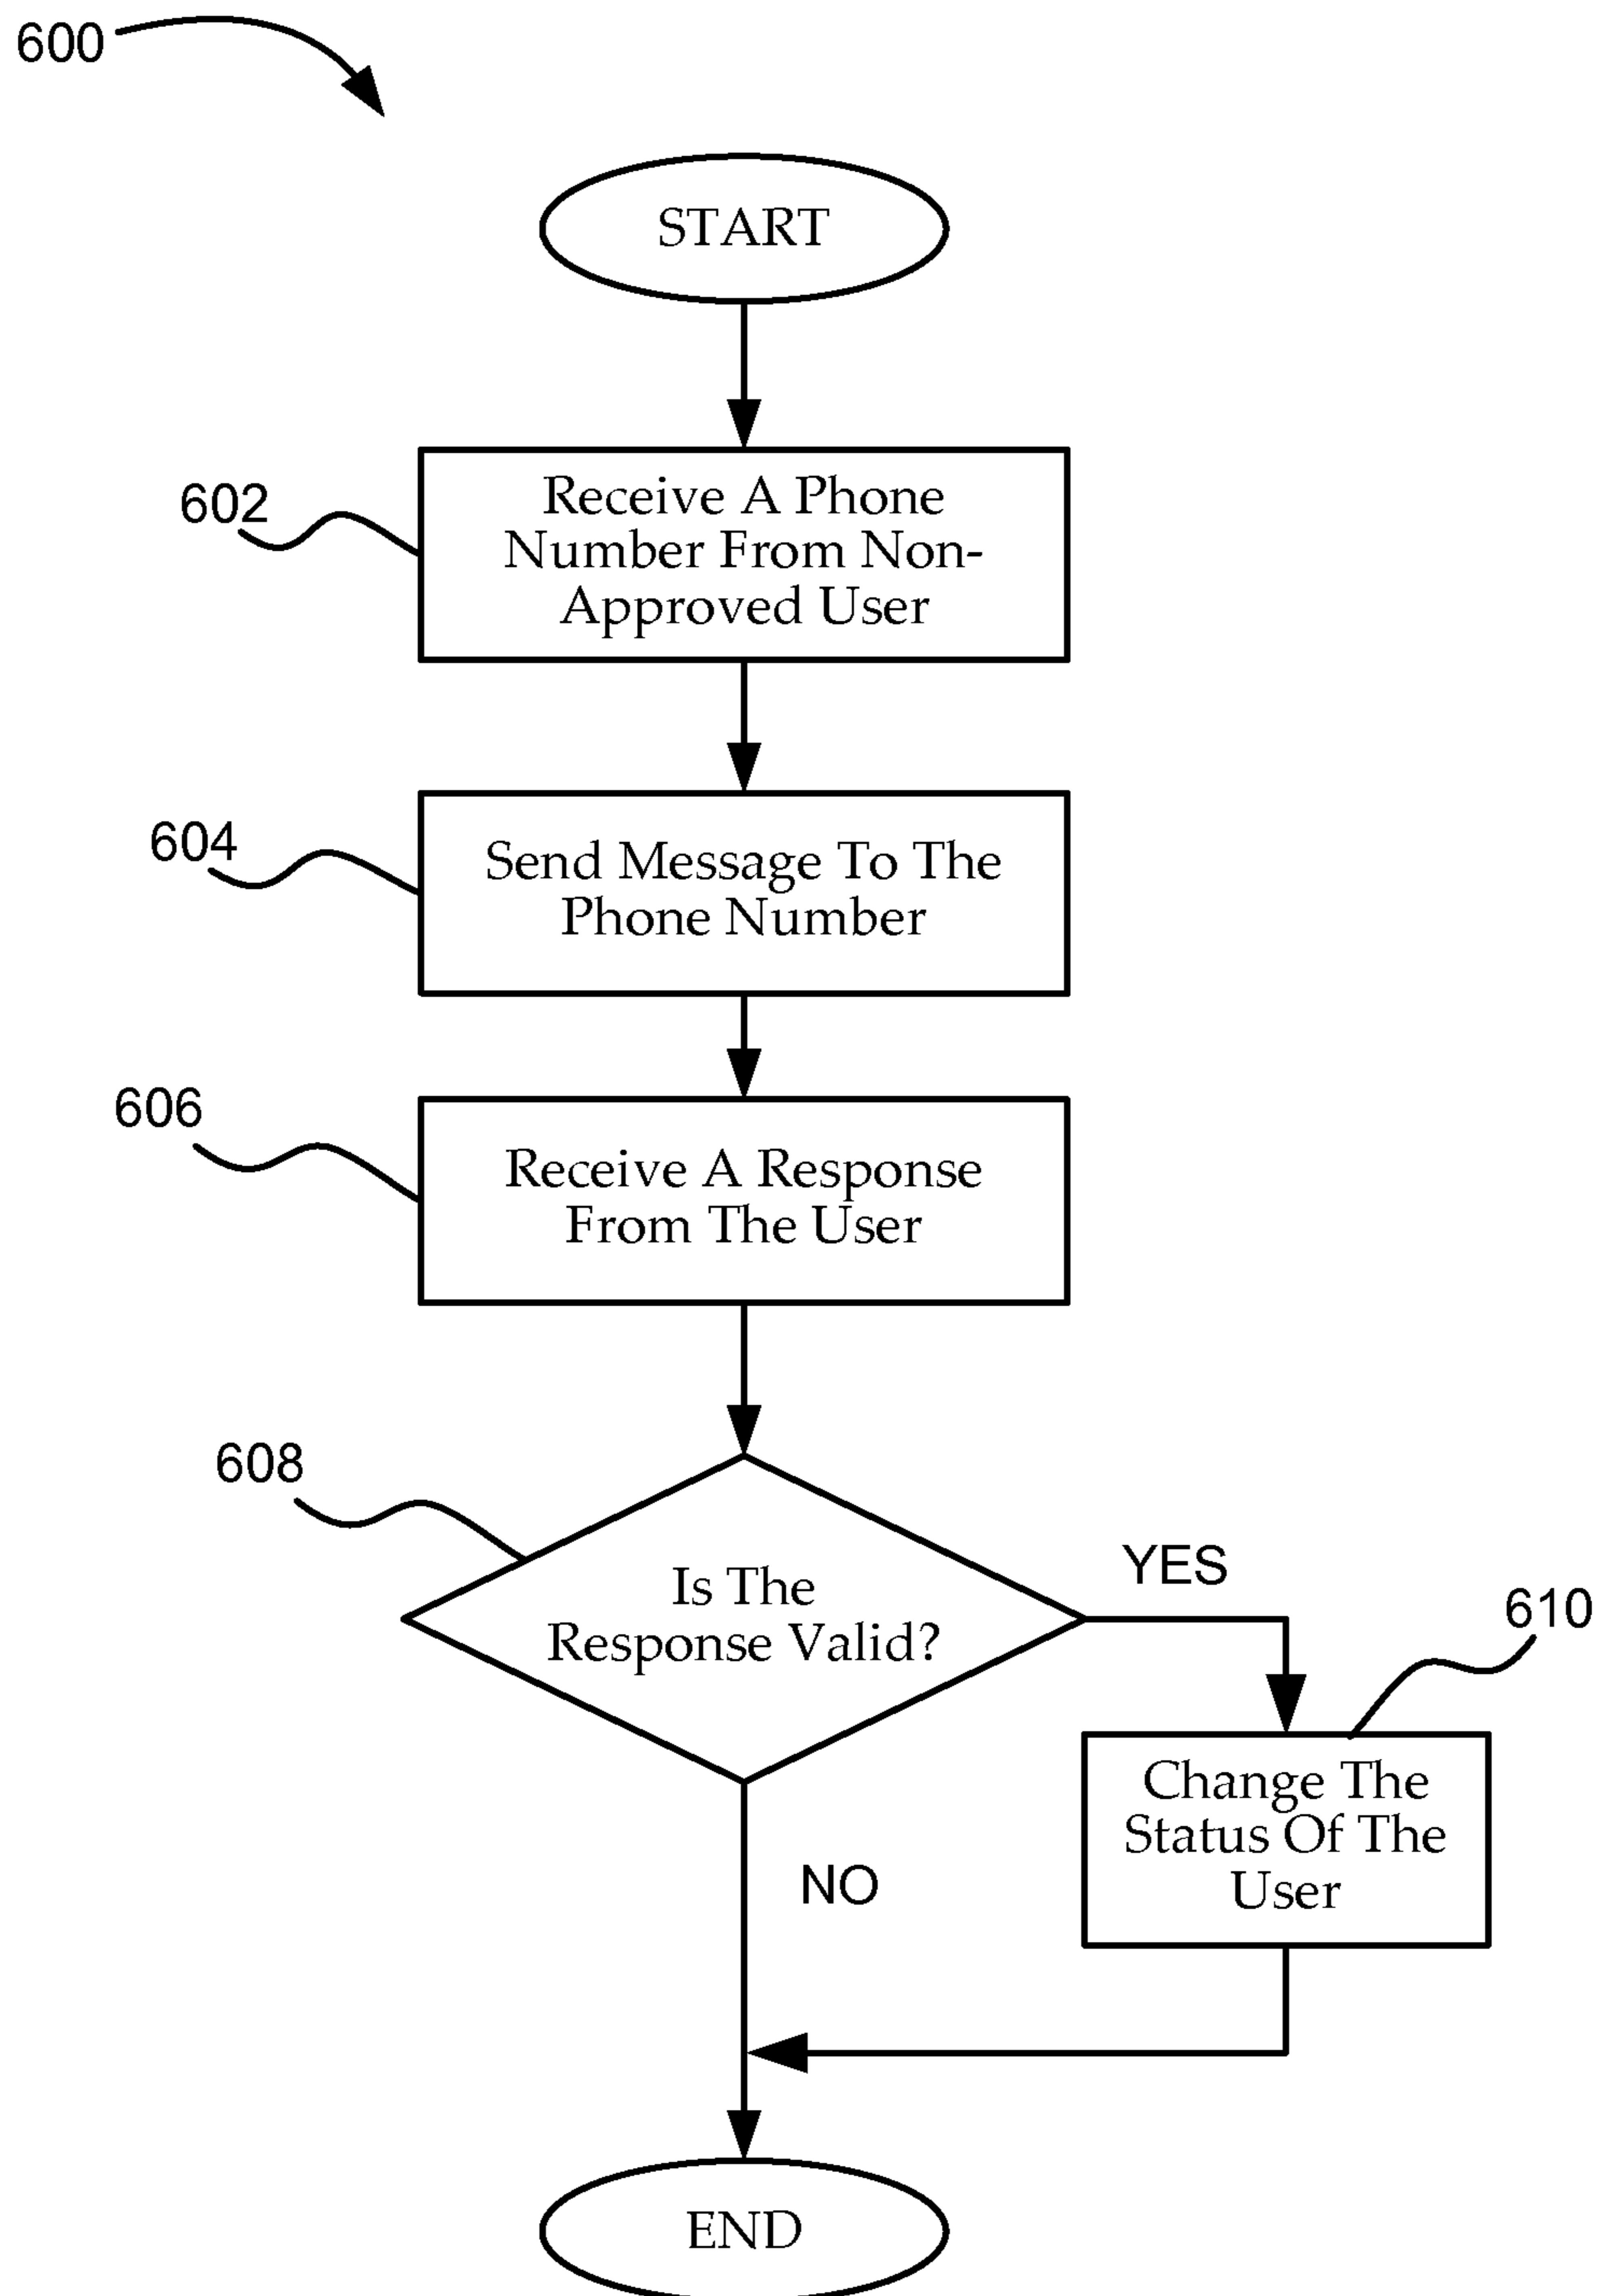 600
START
602
Receive A Phone
Number From Non-
Approved User
604
Send Message To The
Phone Number
606
Receive A Response
From The User
608
Is The
Response Valid?
YES
610
Change The
Status Of The
User
NO
END